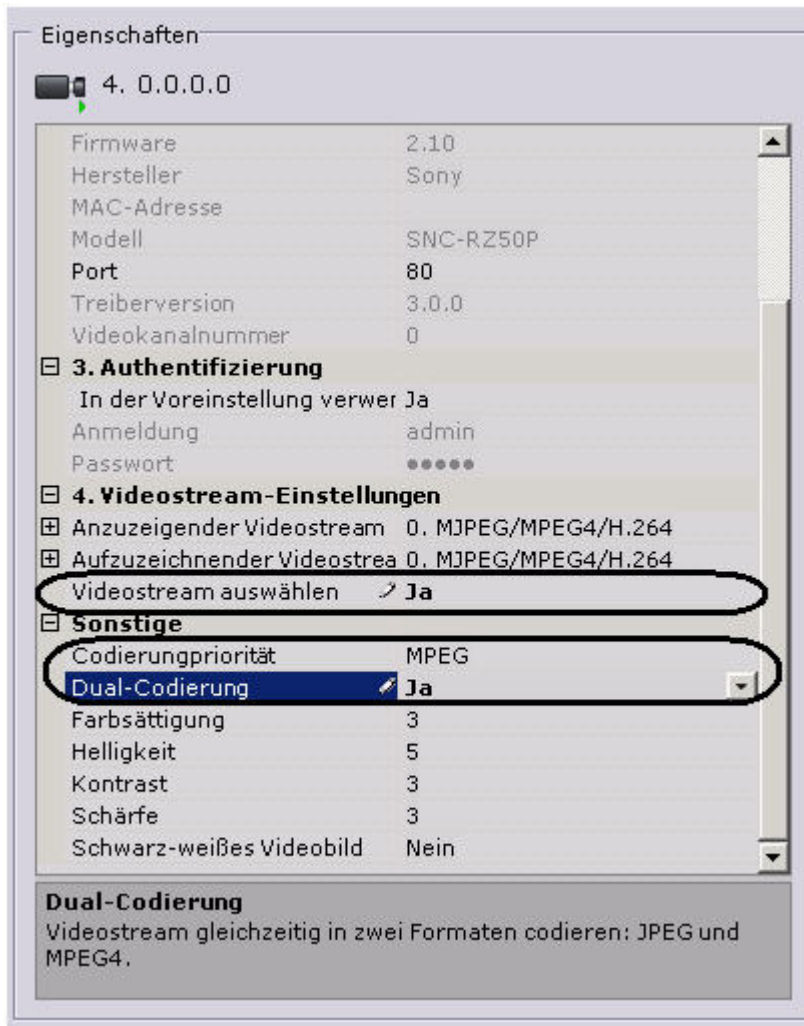 Eigenschaften
4. 0.0.0.0
Firmware 2.10
Hersteller Sony
MAC-Adresse
Modell SNC-RZ50P
Port 80
Treiberversion 3.0.0
Videokanalnummer 0
3. Authentifizierung
In der Voreinstellung verwer Ja
Anmeldung admin
Passwort •••••
4. Videostream-Einstellungen
Anzuzeigender Videostream 0. MJPEG/MPEG4/H.264
Aufzuzeichnender Videostrea 0. MJPEG/MPEG4/H.264
Videostream auswählen Ja
Sonstige
Codierungpriorität MPEG
Dual-Codierung Ja
Farbsättigung 3
Helligkeit 5
Kontrast 3
Schärfe 3
Schwarz-weißes Videobild Nein
Dual-Codierung
Videostream gleichzeitig in zwei Formaten codieren: JPEG und
MPEG4.